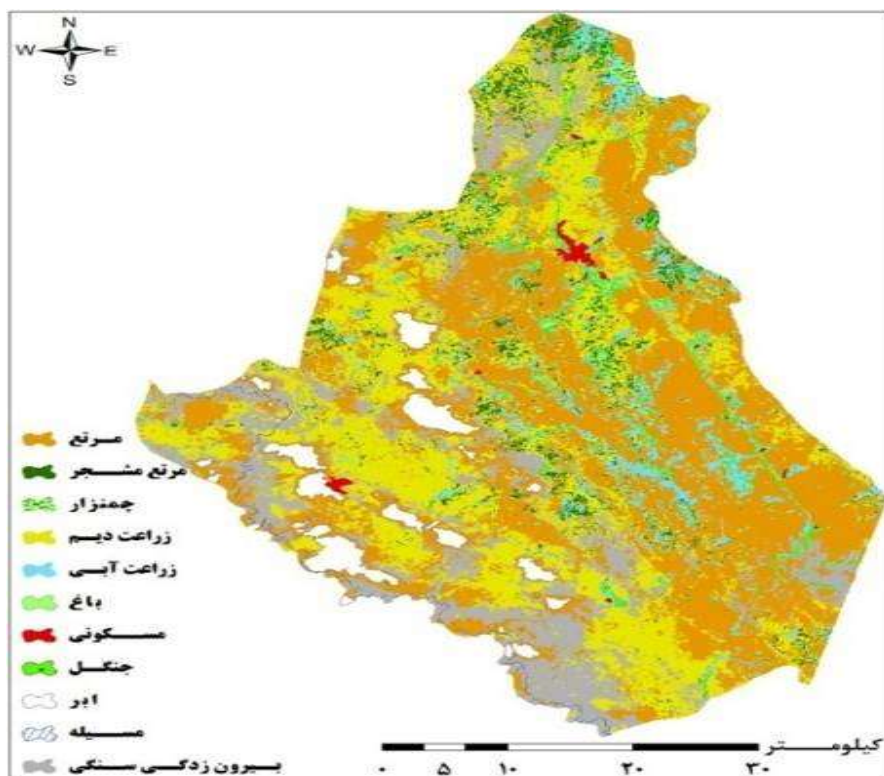 N
W E
S
مرتع
مرتع مشجر
چمنزار
زراعت دیم
زراعت آبی
باغ
مسکونی
جنگل
ابر
مسیله
بیرون زدگی سنگی
کیلومتر
۰ ۵ ۱۰ ۲۰ ۳۰